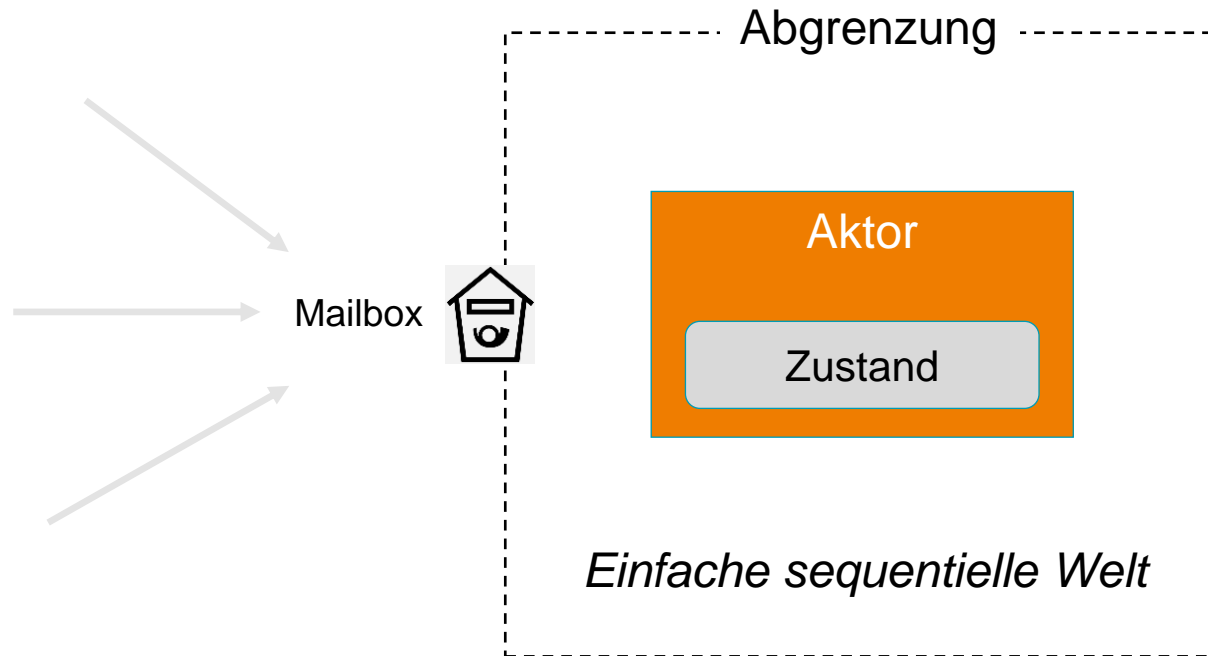 Abgrenzung
Aktor
Mailbox
Zustand
Einfache sequentielle Welt